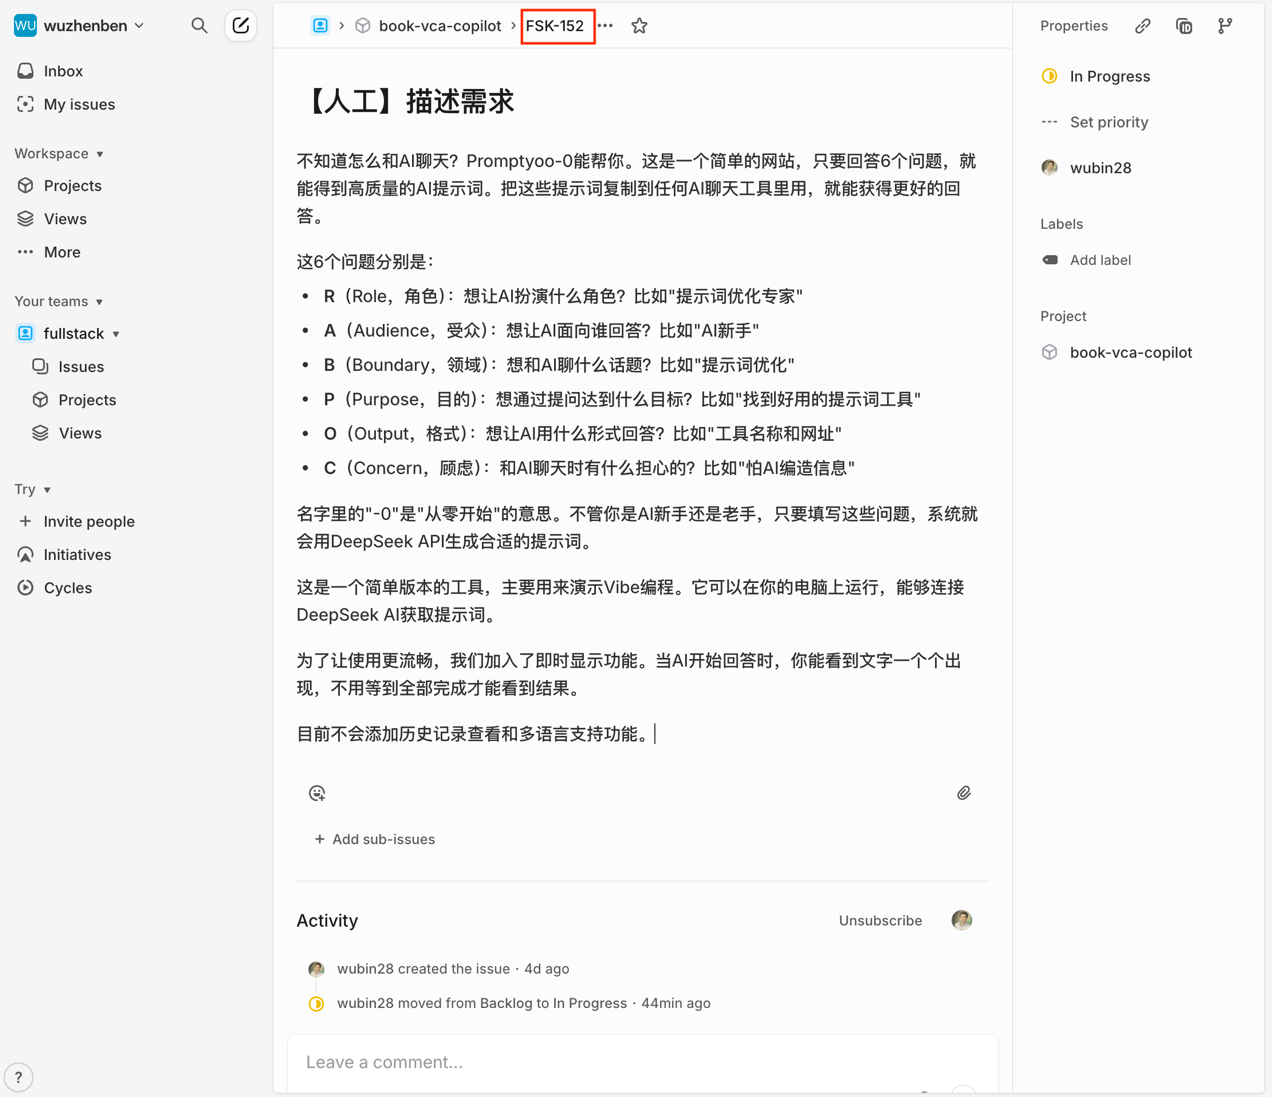 WU wuzhenben
Inbox
My issues
Workspace
Projects
Views
More
Your teams
fullstack
Issues
Projects
Views
Try
Invite people
Initiatives
Cycles
?
book-vca-copilot › FSK-152
【人工】描述需求
不知道怎么和AI聊天？Promptyoo-0能帮你。这是一个简单的网站，只要回答6个问题，就
能得到高质量的AI提示词。把这些提示词复制到任何AI聊天工具里用，就能获得更好的回
答。
这6个问题分别是：
• R（Role，角色）：想让AI扮演什么角色？比如"提示词优化专家"
• A（Audience，受众）：想让AI面向谁回答？比如"AI新手"
• B（Boundary，领域）：想和AI聊什么话题？比如"提示词优化"
• P（Purpose，目的）：想通过提问达到什么目标？比如"找到好用的提示词工具"
• O（Output，格式）：想让AI用什么形式回答？比如"工具名称和网址"
• C（Concern，顾虑）：和AI聊天时有什么担心的？比如"怕AI编造信息"
名字里的"-0"是"从零开始"的意思。不管你是AI新手还是老手，只要填写这些问题，系统就
会用DeepSeek API生成合适的提示词。
这是一个简单版本的工具，主要用来演示Vibe编程。它可以在你的电脑上运行，能够连接
DeepSeek AI获取提示词。
为了让使用更流畅，我们加入了即时显示功能。当AI开始回答时，你能看到文字一个个出
现，不用等到全部完成才能看到结果。
目前不会添加历史记录查看和多语言支持功能。
+ Add sub-issues
Activity
Unsubscribe
wubin28 created the issue · 4d ago
wubin28 moved from Backlog to In Progress · 44min ago
Leave a comment...
Properties
In Progress
Set priority
wubin28
Labels
Add label
Project
book-vca-copilot